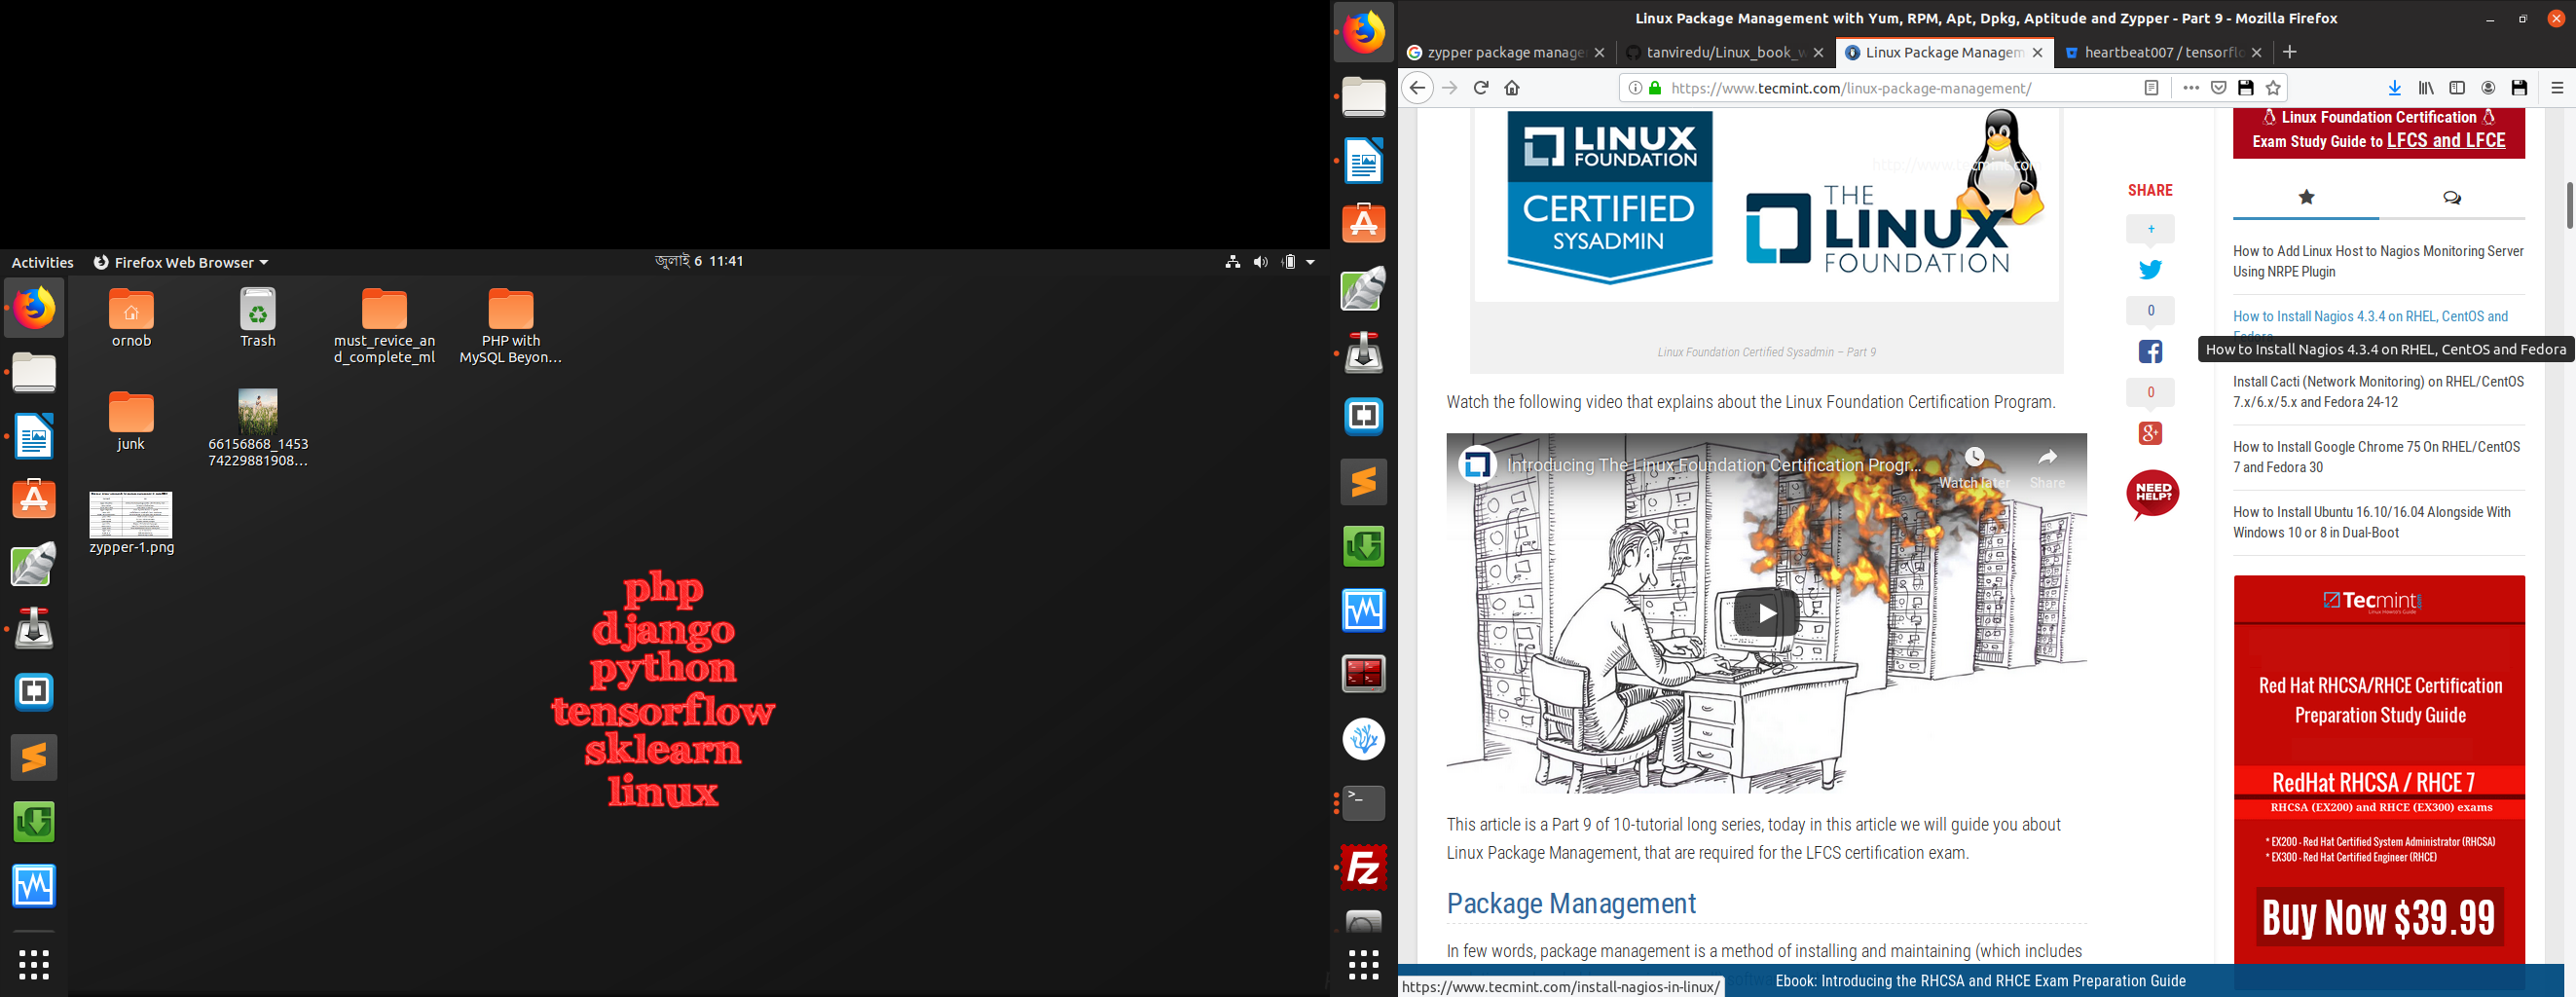 Activities
Firefox Web Browser
জুলাই 6 11:41
ornob
Trash
must_revice_an
d_complete_ml
PHP with
MySQL Beyon...
junk
66156868_1453
74229881908...
zypper-1.png
php
django
python
tensorflow
sklearn
linux
Linux Package Management with Yum, RPM, Apt, Dpkg, Aptitude and Zypper - Part 9 - Mozilla Firefox
zypper package manage
tanviredu/Linux_book_w
Linux Package Managem
heartbeat007 / tensorflo
https://www.tecmint.com/linux-package-management/
LINUX
FOUNDATION
CERTIFIED
SYSADMIN
http://www.tecmint.com
THE
LINUX
FOUNDATION
Linux Foundation Certified Sysadmin – Part 9
Watch the following video that explains about the Linux Foundation Certification Program.
Introducing The Linux Foundation Certification Progr...
Watch later
Share
This article is a Part 9 of 10-tutorial long series, today in this article we will guide you about
Linux Package Management, that are required for the LFCS certification exam.
Package Management
In few words, package management is a method of installing and maintaining (which includes
https://www.tecmint.com/install-nagios-in-linux/
Ebook: Introducing the RHCSA and RHCE Exam Preparation Guide
SHARE
+
0
0
NEED
HELP?
Linux Foundation Certification
Exam Study Guide to LFCS and LFCE
How to Add Linux Host to Nagios Monitoring Server
Using NRPE Plugin
How to Install Nagios 4.3.4 on RHEL, CentOS and
How to Install Nagios 4.3.4 on RHEL, CentOS and Fedora
Install Cacti (Network Monitoring) on RHEL/CentOS
7.x/6.x/5.x and Fedora 24-12
How to Install Google Chrome 75 On RHEL/CentOS
7 and Fedora 30
How to Install Ubuntu 16.10/16.04 Alongside With
Windows 10 or 8 in Dual-Boot
Tecmint
Linux Howto's Guide
Red Hat RHCSA/RHCE Certification
Preparation Study Guide
RedHat RHCSA / RHCE 7
RHCSA (EX200) and RHCE (EX300) exams
* EX200 - Red Hat Certified System Administrator (RHCSA)
* EX300 - Red Hat Certified Engineer (RHCE)
Buy Now $39.99